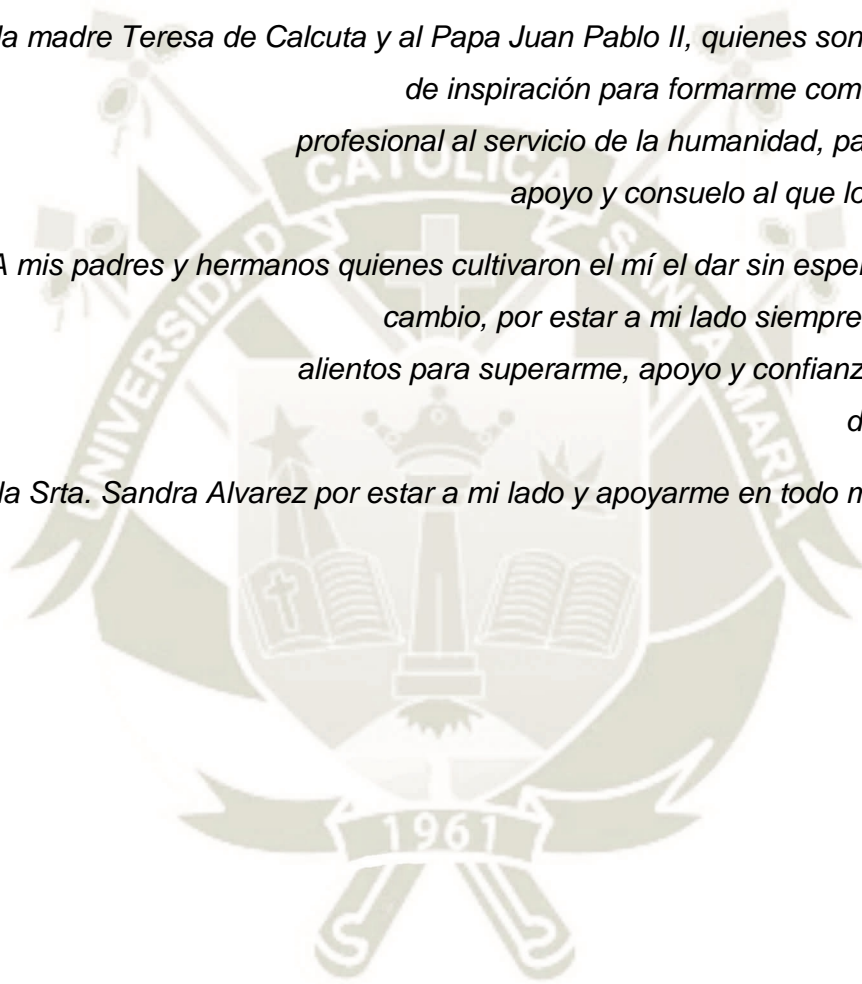 la madre Teresa de Calcuta y al Papa Juan Pablo II, quienes son
de inspiración para formarme com
profesional al servicio de la humanidad, pa
apoyo y consuelo al que lo
A mis padres y hermanos quienes cultivaron el mí el dar sin espe
cambio, por estar a mi lado siempre
alientos para superarme, apoyo y confianz
d
la Srta. Sandra Alvarez por estar a mi lado y apoyarme en todo m
UNIVERSIDAD CATOLICA SANTA MARIA
1961